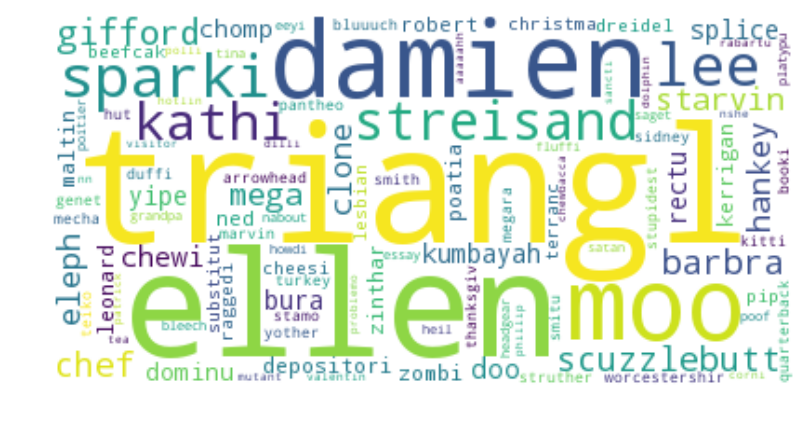 gifford chomp eeyi bluuuch robert christma dreidel splice
beefcak polli tina aaaaahh rabartu
sparki damien lee platypu
hotlin pantheo sancti dolphin starvin
hut kathi streisand saget nshe
maltin poitier visitor dilli clone fluffi sidney
triangl
duffi arrowhead smith poatia chewbacca rectu kerrigan hankey booki
nn yipe mega lesbian megara terranc stupidest
genet
mecha grandpa ned nabout
marvin satan kitti
eleph leonard chewi substitut raggedi howdi essay kumbayah barbra
cheesi zinthar
teiko patrick ellen turkey problemo thanksgiv moo pip
bura headgear phillip smitu
stamo poof
tea bleech yother heil quarterback
chef dominu mutant depositori zombi doo scuzzlebutt
valentin struther worcestershir corni